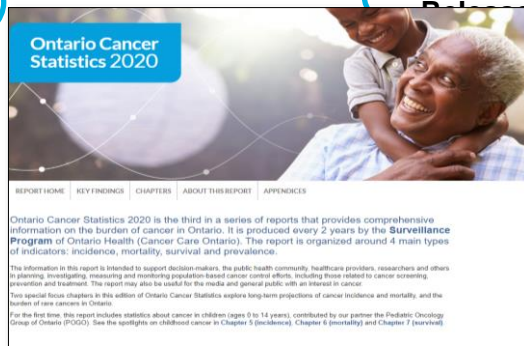 Ontario Cancer
Statistics 2020
REPORT HOME
KEY FINDINGS
CHAPTERS
ABOUT THIS REPORT
APPENDICES
Ontario Cancer Statistics 2020 is the third in a series of reports that provides comprehensive
information on the burden of cancer in Ontario. It is produced every 2 years by the Surveillance
Program of Ontario Health (Cancer Care Ontario). The report is organized around 4 main types
of indicators: incidence, mortality, survival and prevalence.
The information in this report is intended to support decision-makers, the public health community, healthcare providers, researchers and others
in planning, investigating, measuring and monitoring population-based cancer control efforts, including those related to cancer screening,
prevention and treatment. The report may also be useful for the media and general public with an interest in cancer.
Two special focus chapters in this edition of Ontario Cancer Statistics explore long-term projections of cancer incidence and mortality, and the
burden of rare cancers in Ontario.
For the first time, this report includes statistics about cancer in children (ages 0 to 14 years), contributed by our partner the Pediatric Oncology
Group of Ontario (POGO). See the spotlights on childhood cancer in Chapter 5 (incidence), Chapter 6 (mortality) and Chapter 7 (survival)